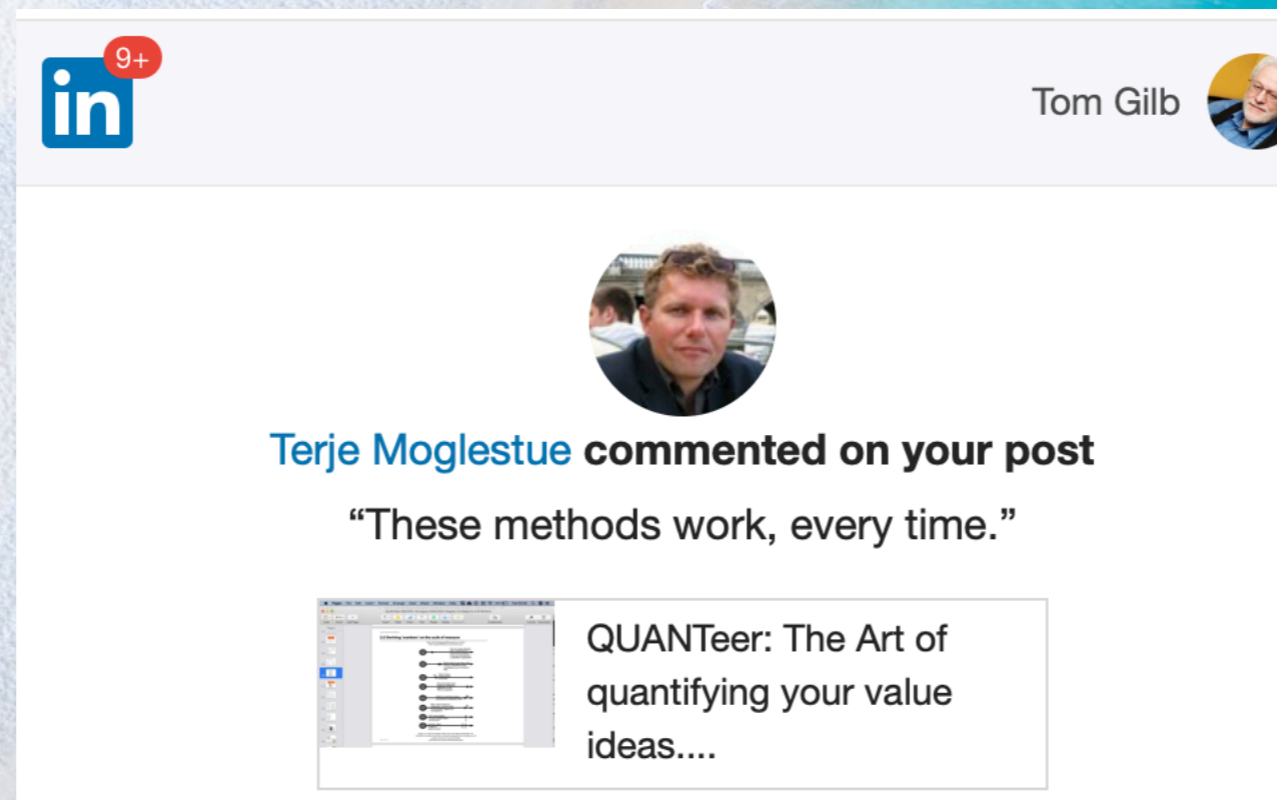 in
9+
Tom Gilb
Terje Moglestue commented on your post
“These methods work, every time.”
QUANTeer: The Art of
quantifying your value
ideas....